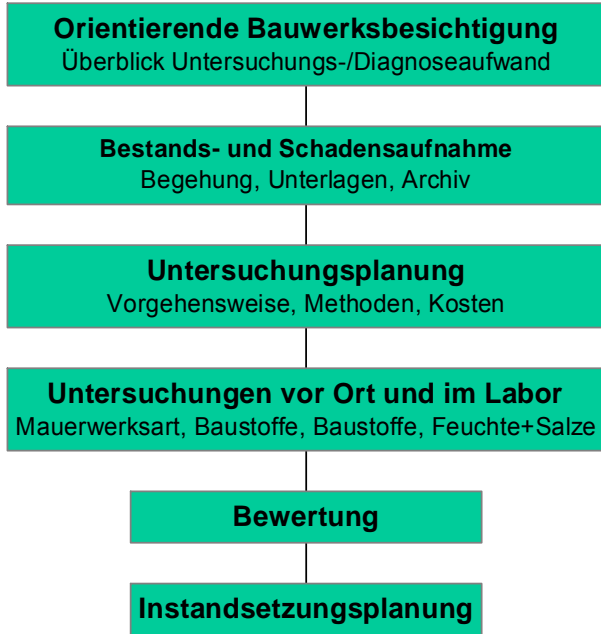 Orientierende Bauwerksbesichtigung
Überblick Untersuchungs-/Diagnoseaufwand
Bestands- und Schadensaufnahme
Begehung, Unterlagen, Archiv
Untersuchungsplanung
Vorgehensweise, Methoden, Kosten
Untersuchungen vor Ort und im Labor
Mauerwerksart, Baustoffe, Baustoffe, Feuchte+Salze
Bewertung
Instandsetzungsplanung